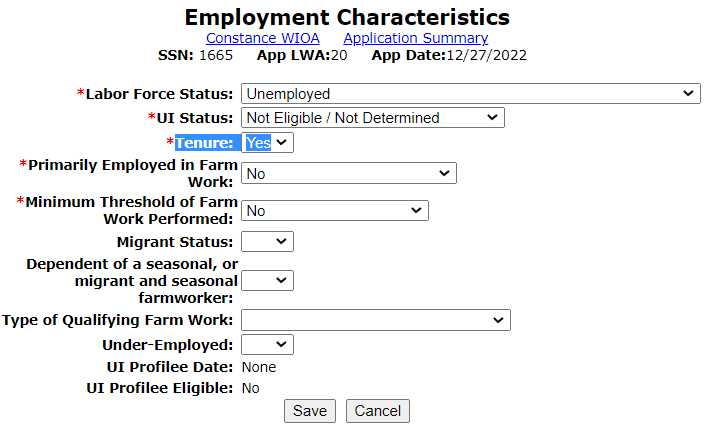 Employment Characteristics
Constance WIOA Application Summary
SSN: 1665 App LWA:20 App Date:12/27/2022
*Labor Force Status: Unemployed
*UI Status: Not Eligible / Not Determined
*Tenure: Yes
*Primarily Employed in Farm
Work: No
*Minimum Threshold of Farm
Work Performed: No
Migrant Status:
Dependent of a seasonal, or
migrant and seasonal
farmworker:
Type of Qualifying Farm Work:
Under-Employed:
UI Profilee Date: None
UI Profilee Eligible: No
Save Cancel